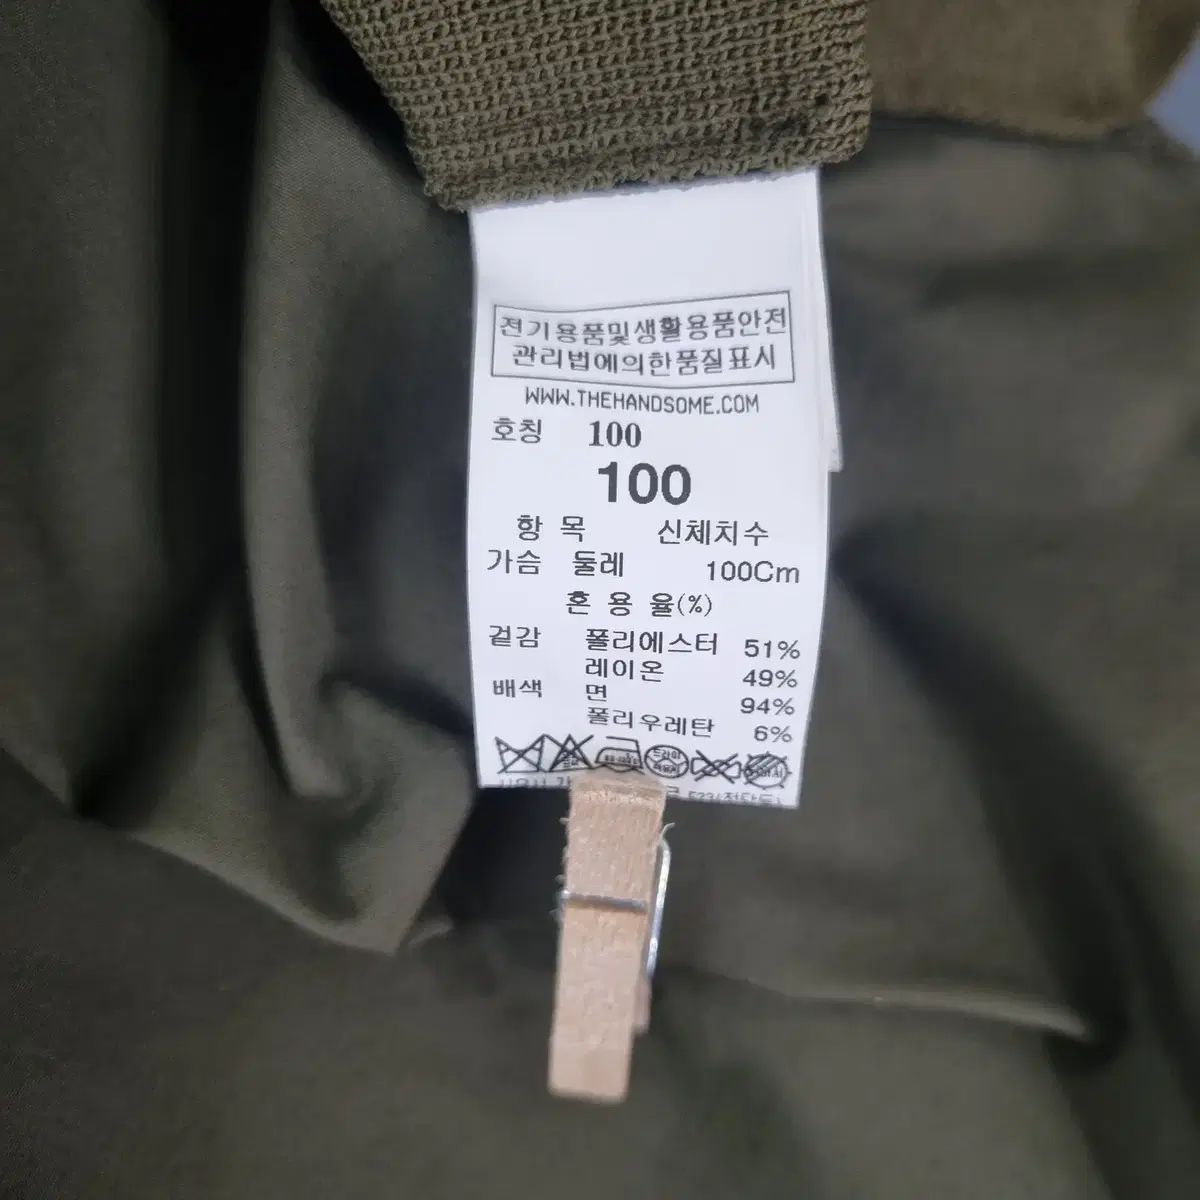 전기용품및생활용품안전
관리법에의한품질표시
WWW.THEHANDSOME.COM
호칭 100
100
항 목 신체치수
가슴 둘레 100Cm
혼 용 율(%)
겉감 폴리에스터 51%
레이온 49%
배색 면 94%
폴리우레탄 6%
드라이